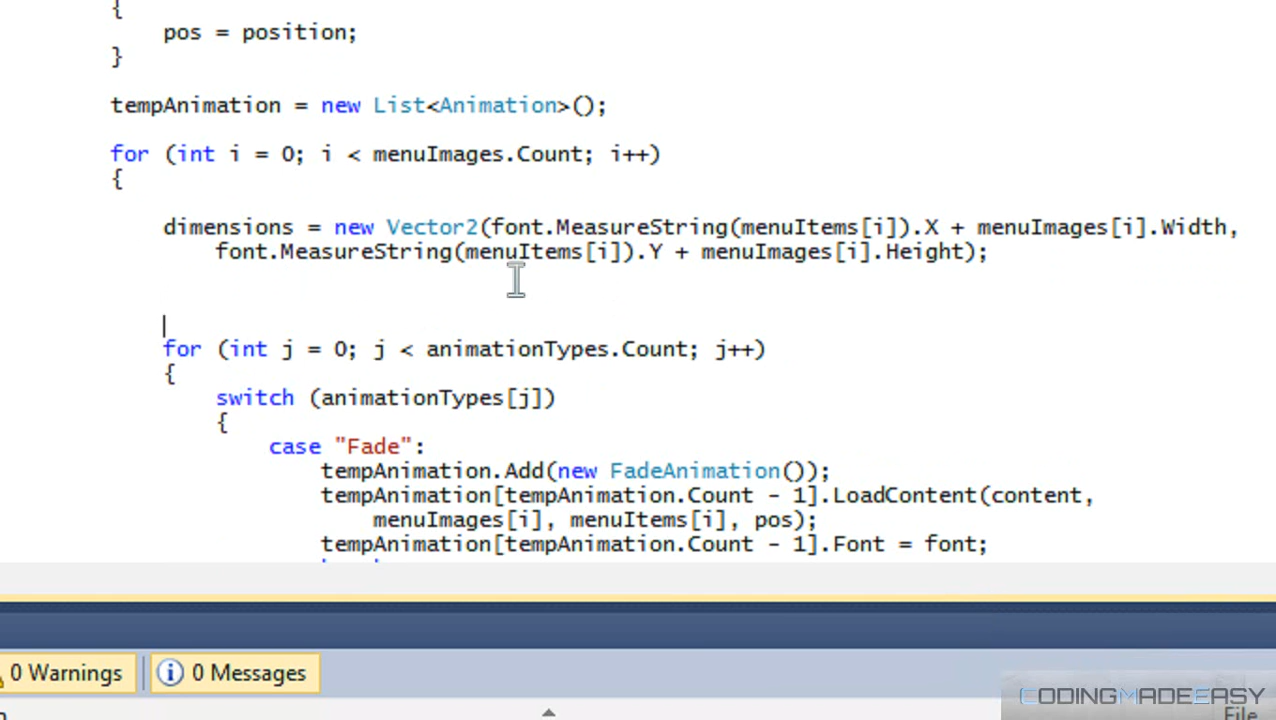 {
pos = position;
}
tempAnimation = new List<Animation>();
for (int i = 0; i < menuImages.Count; i++)
{
dimensions = new Vector2(font.MeasureString(menuItems[i]).X + menuImages[i].Width,
font.MeasureString(menuItems[i]).Y + menuImages[i].Height);
for (int j = 0; j < animationTypes.Count; j++)
{
switch (animationTypes[j])
{
case "Fade":
tempAnimation.Add(new FadeAnimation());
tempAnimation[tempAnimation.Count - 1].LoadContent(content,
menuImages[i], menuItems[i], pos);
tempAnimation[tempAnimation.Count - 1].Font = font;
0 Warnings
0 Messages
CODINGMADEEASY
File